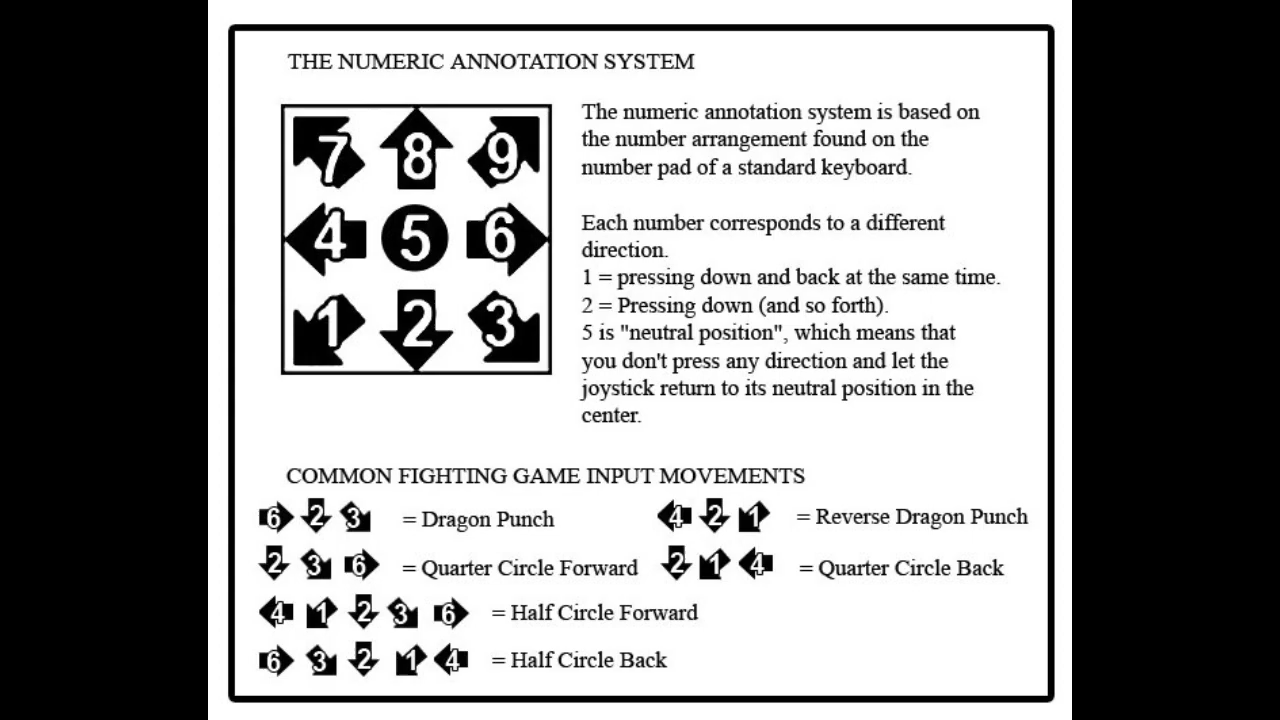 THE NUMERIC ANNOTATION SYSTEM
7 8 9
4 5 6
1 2 3
The numeric annotation system is based on
the number arrangement found on the
number pad of a standard keyboard.
Each number corresponds to a different
direction.
1 = pressing down and back at the same time.
2 = Pressing down (and so forth).
5 is "neutral position", which means that
you don't press any direction and let the
joystick return to its neutral position in the
center.
COMMON FIGHTING GAME INPUT MOVEMENTS
6 2 3 = Dragon Punch
4 2 1 = Reverse Dragon Punch
2 3 6 = Quarter Circle Forward
2 1 4 = Quarter Circle Back
4 1 2 3 6 = Half Circle Forward
6 3 2 1 4 = Half Circle Back